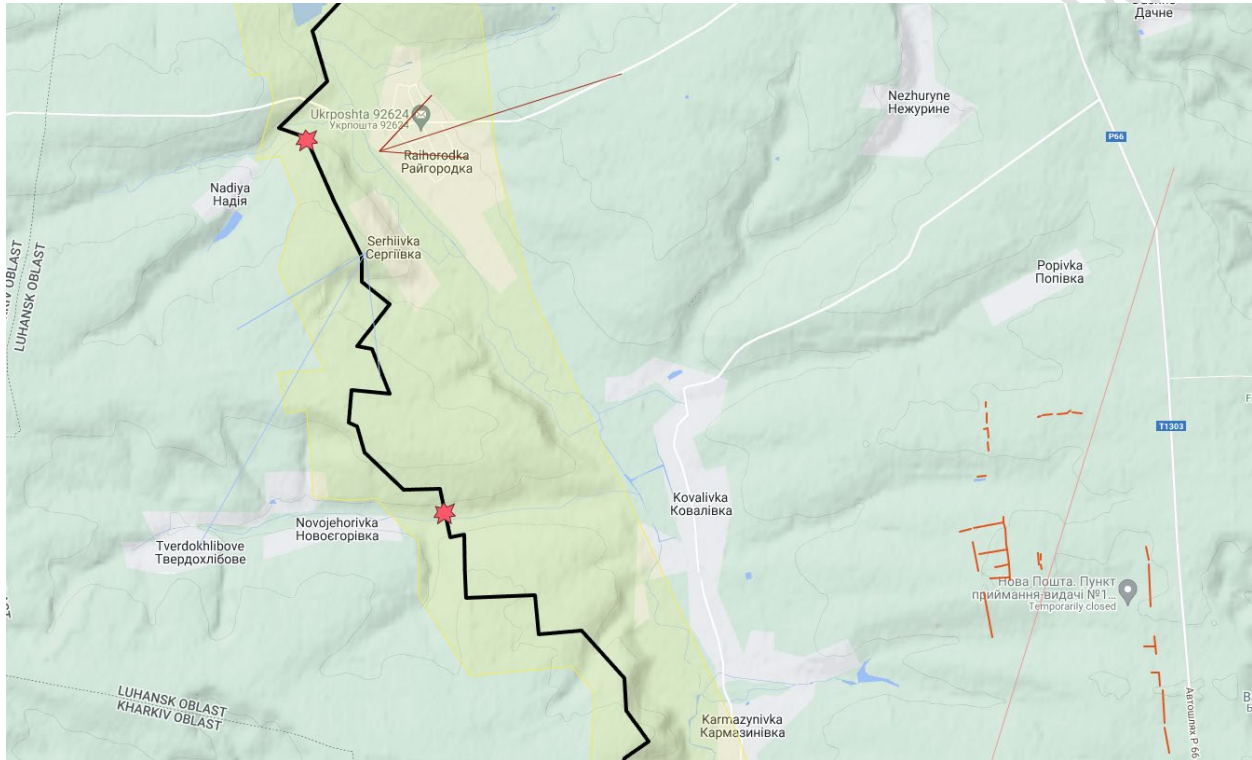 Дачне
Nezhuryne
Нежурине
Ukrposhta 92624
Укрпошта 92624
P66
Raihorodka
Райгородка
Nadiya
Надія
Serhiivka
Сергіївка
LUHANSK OBLAST
Popivka
Попівка
T1303
Kovalivka
Ковалівка
Novojehorivka
Новоєгорівка
Tverdokhlibove
Твердохлібове
Нова Пошта. Пункт
приймання-видачі №1...
Temporarily closed
LUHANSK OBLAST
KHARKIV OBLAST
Karmazynivka
Кармазинівка
Автошлях Р 66